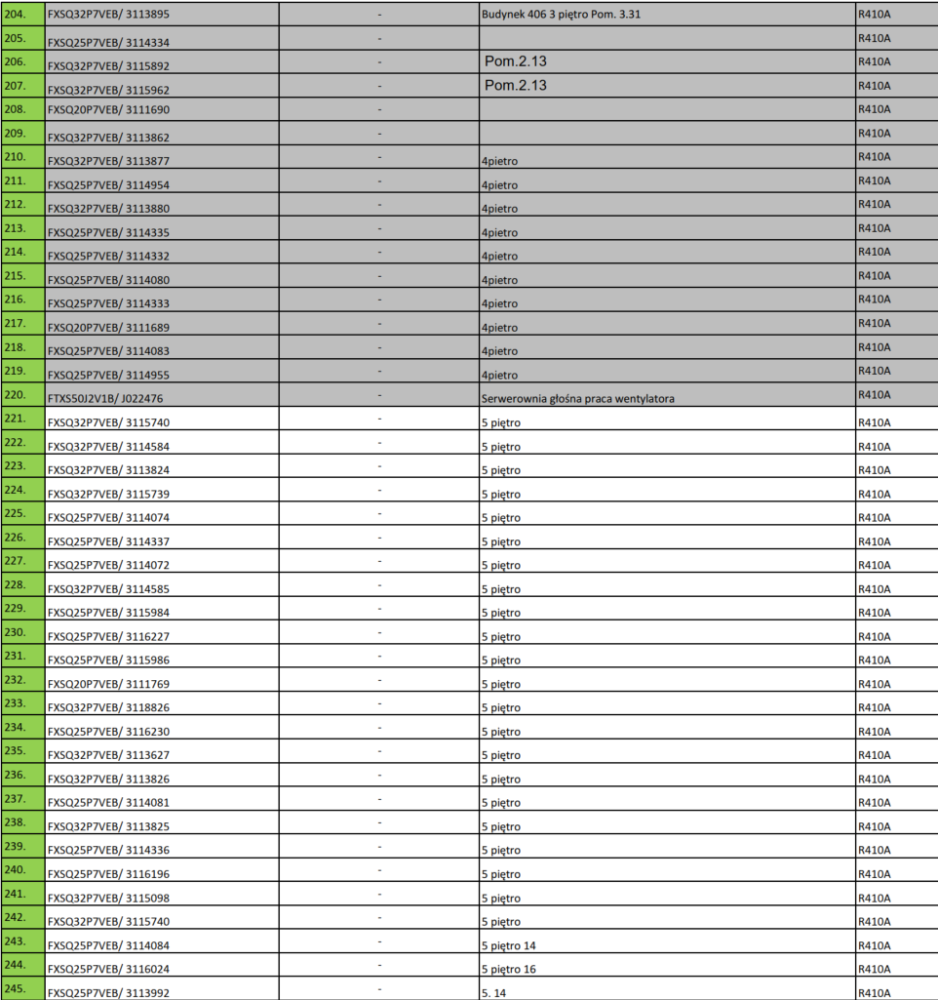 204. FXSQ32P7VEB/ 3113895 - Budynek 406 3 piętro Pom. 3.31 R410A
205. FXSQ25P7VEB/ 3114334 - R410A
206. FXSQ32P7VEB/ 3115892 - Pom.2.13 R410A
207. FXSQ32P7VEB/ 3115962 - Pom.2.13 R410A
208. FXSQ20P7VEB/ 3111690 - R410A
209. FXSQ32P7VEB/ 3113862 - R410A
210. FXSQ32P7VEB/ 3113877 - 4pietro R410A
211. FXSQ25P7VEB/ 3114954 - 4pietro R410A
212. FXSQ32P7VEB/ 3113880 - 4pietro R410A
213. FXSQ25P7VEB/ 3114335 - 4pietro R410A
214. FXSQ25P7VEB/ 3114332 - 4pietro R410A
215. FXSQ25P7VEB/ 3114080 - 4pietro R410A
216. FXSQ25P7VEB/ 3114333 - 4pietro R410A
217. FXSQ20P7VEB/ 3111689 - 4pietro R410A
218. FXSQ25P7VEB/ 3114083 - 4pietro R410A
219. FXSQ25P7VEB/ 3114955 - 4pietro R410A
220. FTXS50J2V1B/ J022476 - Serwerownia głośna praca wentylatora R410A
221. FXSQ32P7VEB/ 3115740 - 5 piętro R410A
222. FXSQ32P7VEB/ 3114584 - 5 piętro R410A
223. FXSQ32P7VEB/ 3113824 - 5 piętro R410A
224. FXSQ32P7VEB/ 3115739 - 5 piętro R410A
225. FXSQ25P7VEB/ 3114074 - 5 piętro R410A
226. FXSQ25P7VEB/ 3114337 - 5 piętro R410A
227. FXSQ25P7VEB/ 3114072 - 5 piętro R410A
228. FXSQ32P7VEB/ 3114585 - 5 piętro R410A
229. FXSQ25P7VEB/ 3115984 - 5 piętro R410A
230. FXSQ25P7VEB/ 3116227 - 5 piętro R410A
231. FXSQ25P7VEB/ 3115986 - 5 piętro R410A
232. FXSQ20P7VEB/ 3111769 - 5 piętro R410A
233. FXSQ32P7VEB/ 3118826 - 5 piętro R410A
234. FXSQ25P7VEB/ 3116230 - 5 piętro R410A
235. FXSQ32P7VEB/ 3113627 - 5 piętro R410A
236. FXSQ32P7VEB/ 3113826 - 5 piętro R410A
237. FXSQ25P7VEB/ 3114081 - 5 piętro R410A
238. FXSQ32P7VEB/ 3113825 - 5 piętro R410A
239. FXSQ25P7VEB/ 3114336 - 5 piętro R410A
240. FXSQ25P7VEB/ 3116196 - 5 piętro R410A
241. FXSQ32P7VEB/ 3115098 - 5 piętro R410A
242. FXSQ32P7VEB/ 3115740 - 5 piętro R410A
243. FXSQ25P7VEB/ 3114084 - 5 piętro 14 R410A
244. FXSQ25P7VEB/ 3116024 - 5 piętro 16 R410A
245. FXSQ25P7VEB/ 3113992 - 5. 14 R410A